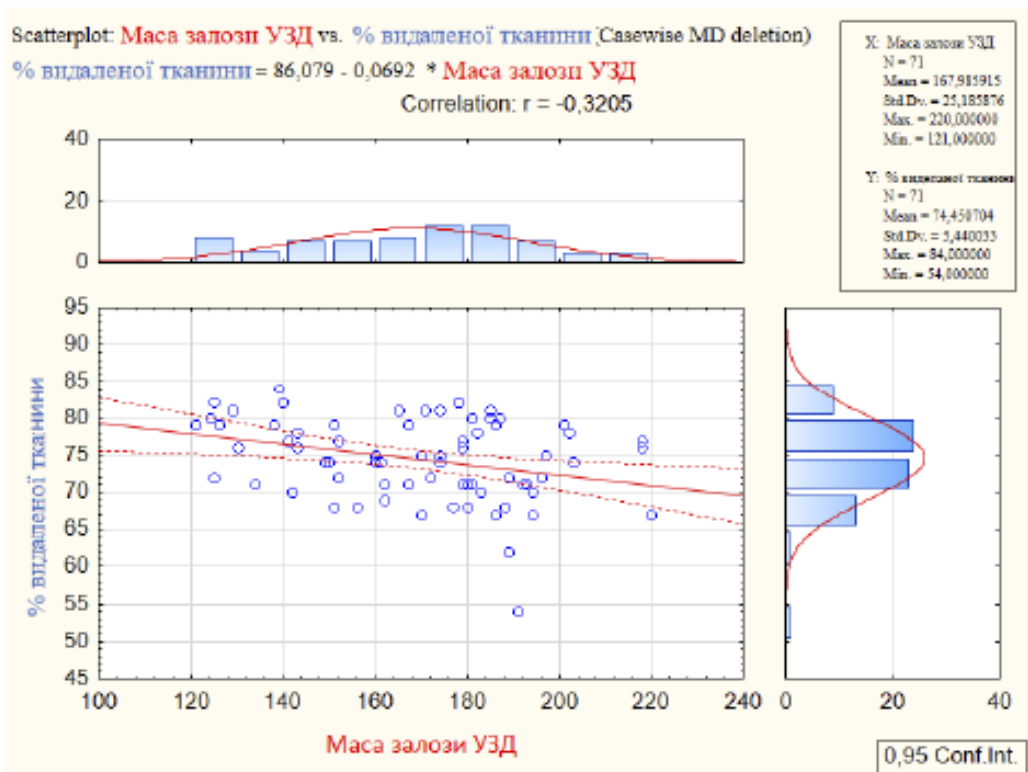 Scatterplot: Маса залози УЗД vs. % видаленої тканини (Casewise MD deletion)
% видаленої тканини = 86,079 - 0,0692 * Маса залози УЗД
Correlation: r = -0,3205
X: Маса залози УЗД
N = 71
Mean = 167,985915
Std.Dv. = 25,185876
Max. = 220,000000
Min. = 121,000000
Y: % видаленої тканини
N = 71
Mean = 74,450704
Std.Dv. = 5,440033
Max. = 84,000000
Min. = 54,000000
40
20
0
95
90
85
80
75
70
65
60
55
50
45
% видаленої тканини
100 120 140 160 180 200 220 240
0 20 40
Маса залози УЗД
0,95 Conf.Int.